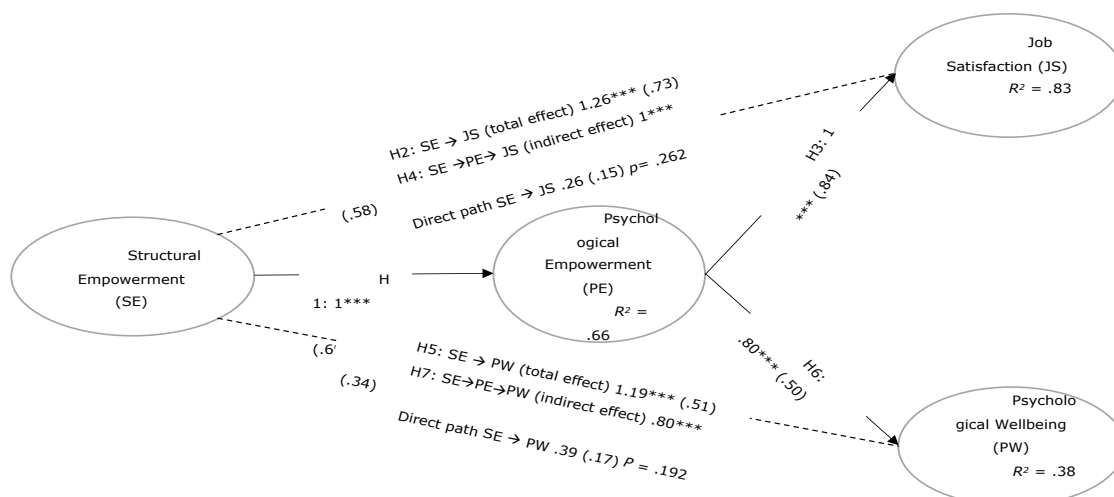 Job
Satisfaction (JS)
R² = .83
H2: SE → JS (total effect) 1.26*** (.73)
H4: SE →PE→ JS (indirect effect) 1***
(.58)
Direct path SE → JS .26 (.15) p= .262
H3: 1
*** (.84)
Structural
Empowerment
(SE)
H
1: 1***
(.6
Psychol
ogical
Empowerment
(PE)
R² =
.66
H5: SE → PW (total effect) 1.19*** (.51)
H7: SE→PE→PW (indirect effect) .80***
(.34)
Direct path SE → PW .39 (.17) P = .192
H6:
.80*** (.50)
Psycholo
gical Wellbeing
(PW)
R² = .38